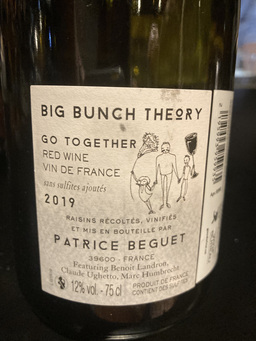 BIG BUNCH THEORY
GO TOGETHER
RED WINE
VIN DE FRANCE
sans sulfites ajoutés
2019
RAISINS RÉCOLTÉS, VINIFIÉS
ET MIS EN BOUTEILLE PAR
PATRICE BEGUET
39600 - FRANCE
Featuring Benoit Landron,
Claude Ughetto, Marc Humbrecht
12% vol - 75 cl
PRODUIT DE FRANCE
CONTIENT DES SULFITES